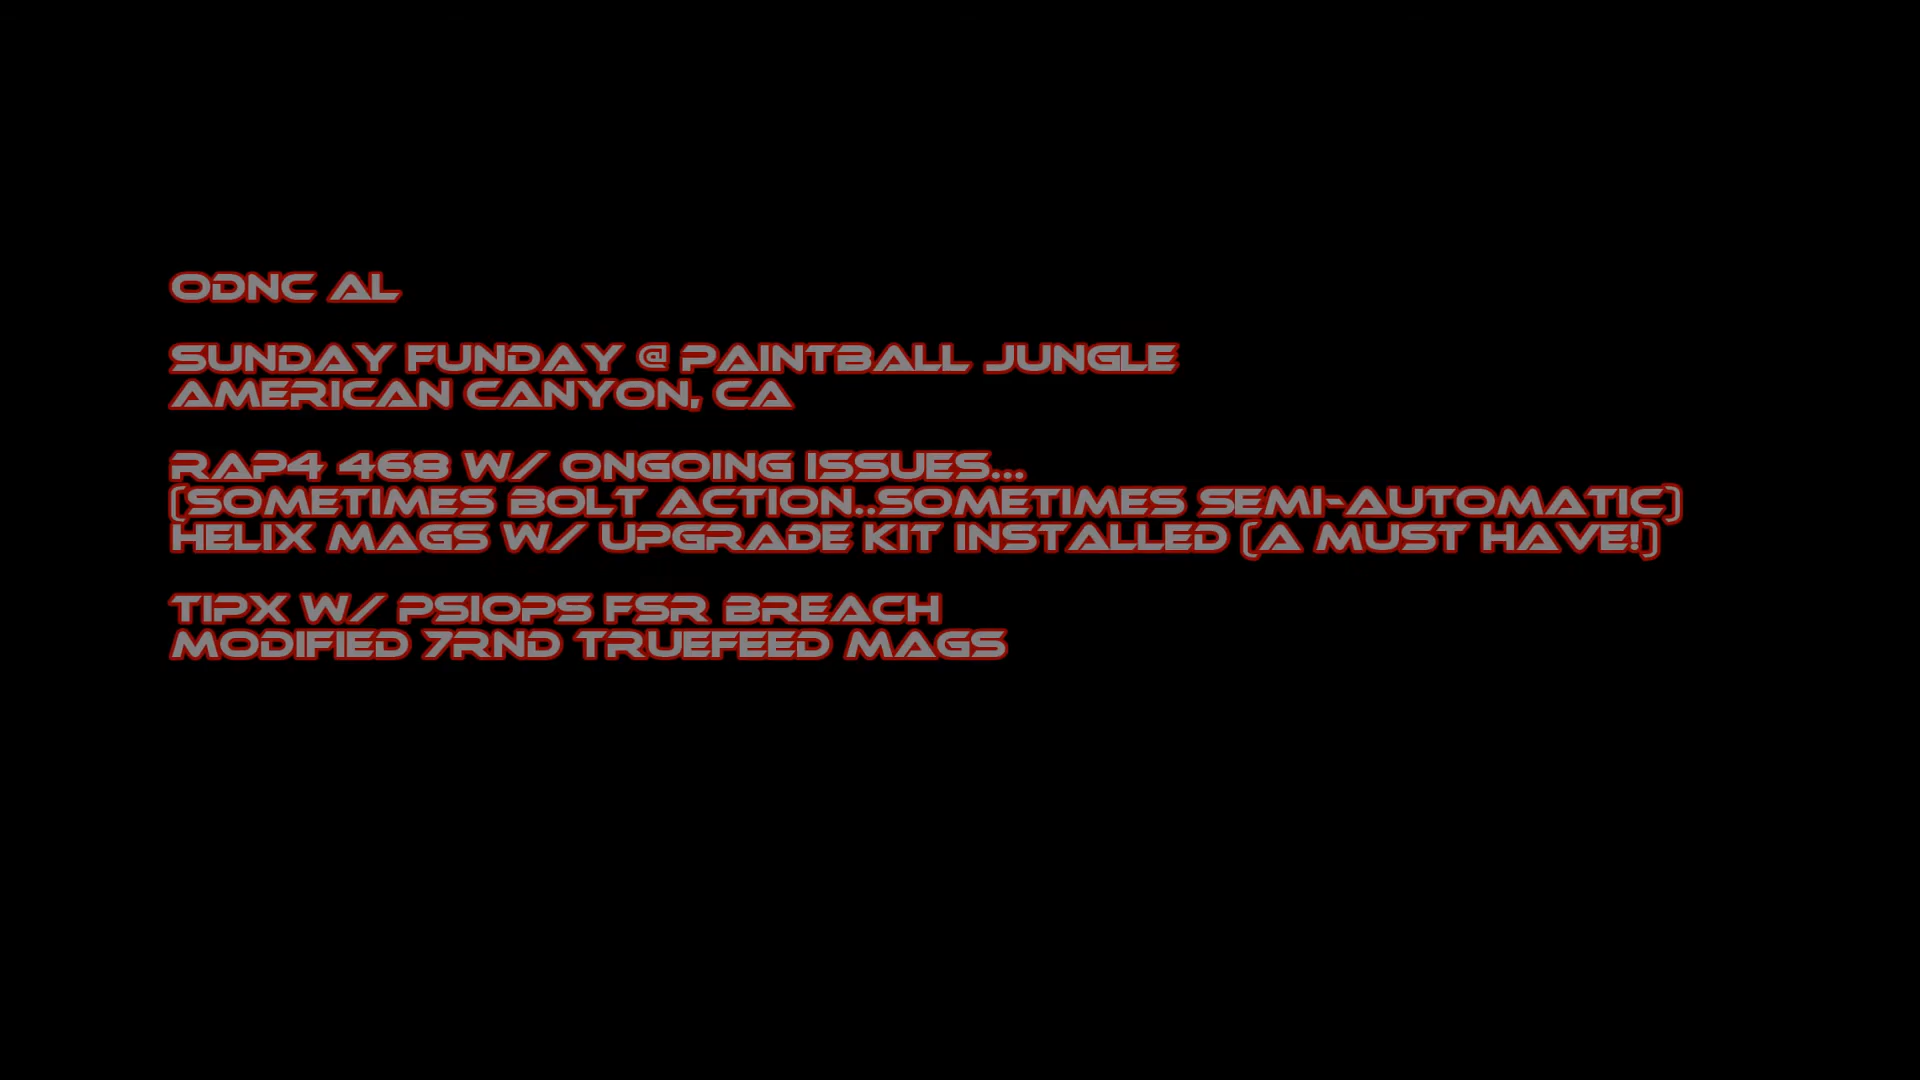 ODNC AL
SUNDAY FUNDAY @ PAINTBALL JUNGLE
AMERICAN CANYON, CA
RAP4 468 W/ ONGOING ISSUES...
(SOMETIMES BOLT ACTION..SOMETIMES SEMI-AUTOMATIC)
HELIX MAGS W/ UPGRADE KIT INSTALLED (A MUST HAVE!)
TIPX W/ PSIOPS FSR BREACH
MODIFIED 7RND TRUEFEED MAGS